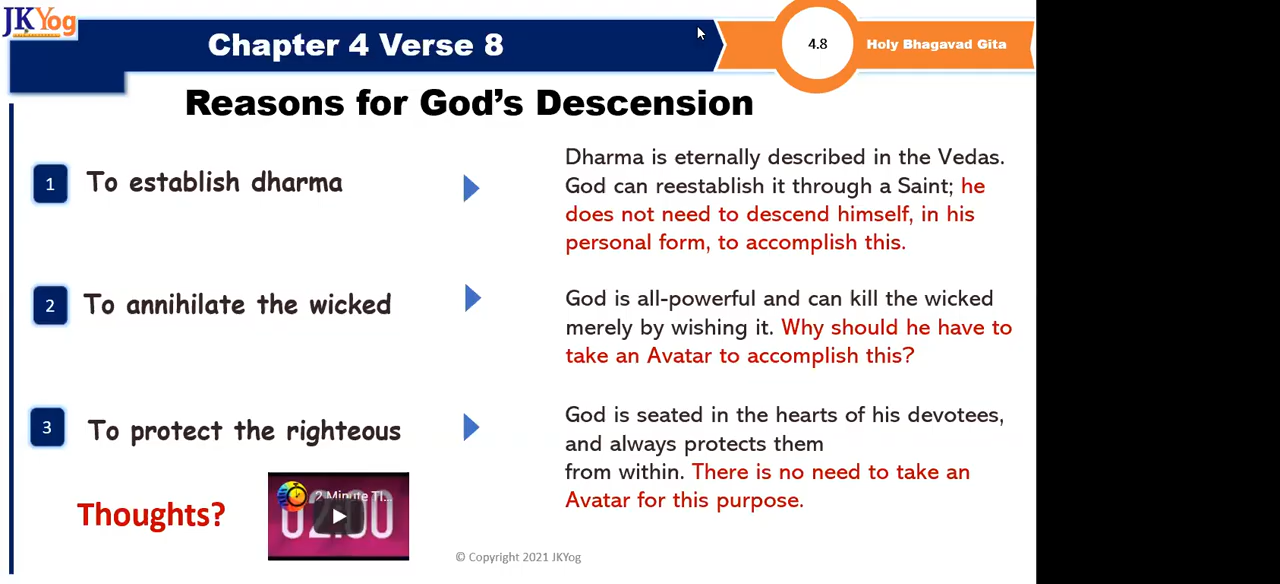 JKYog
Chapter 4 Verse 8
4.8
Holy Bhagavad Gita
Reasons for God's Descension
1
To establish dharma
Dharma is eternally described in the Vedas.
God can reestablish it through a Saint; he
does not need to descend himself, in his
personal form, to accomplish this.
2
To annihilate the wicked
God is all-powerful and can kill the wicked
merely by wishing it. Why should he have to
take an Avatar to accomplish this?
3
To protect the righteous
God is seated in the hearts of his devotees,
and always protects them
from within. There is no need to take an
Avatar for this purpose.
Thoughts?
2 Minute Ti...
02:00
© Copyright 2021 JKYog